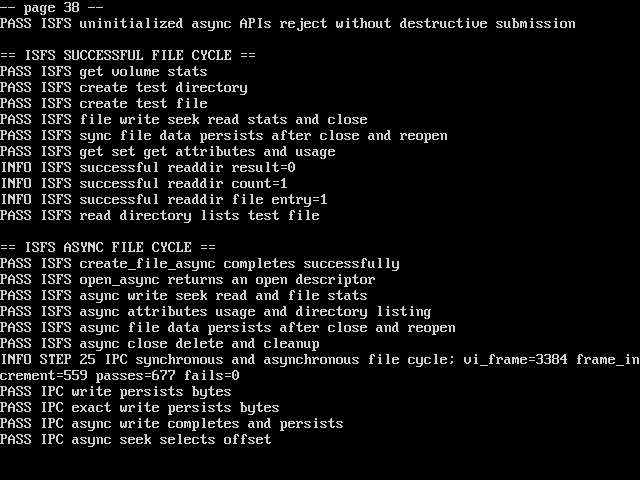 -- page 38 --
PASS ISFS uninitialized async APIs reject without destructive submission
== ISFS SUCCESSFUL FILE CYCLE ==
PASS ISFS get volume stats
PASS ISFS create test directory
PASS ISFS create test file
PASS ISFS file write seek read stats and close
PASS ISFS sync file data persists after close and reopen
PASS ISFS get set get attributes and usage
INFO ISFS successful readdir result=0
INFO ISFS successful readdir count=1
INFO ISFS successful readdir file entry=1
PASS ISFS read directory lists test file
== ISFS ASYNC FILE CYCLE ==
PASS ISFS create_file_async completes successfully
PASS ISFS open_async returns an open descriptor
PASS ISFS async write seek read and file stats
PASS ISFS async attributes usage and directory listing
PASS ISFS async file data persists after close and reopen
PASS ISFS async close delete and cleanup
INFO STEP 25 IPC synchronous and asynchronous file cycle; vi_frame=3384 frame_in
crement=559 passes=677 fails=0
PASS IPC write persists bytes
PASS IPC exact write persists bytes
PASS IPC async write completes and persists
PASS IPC async seek selects offset